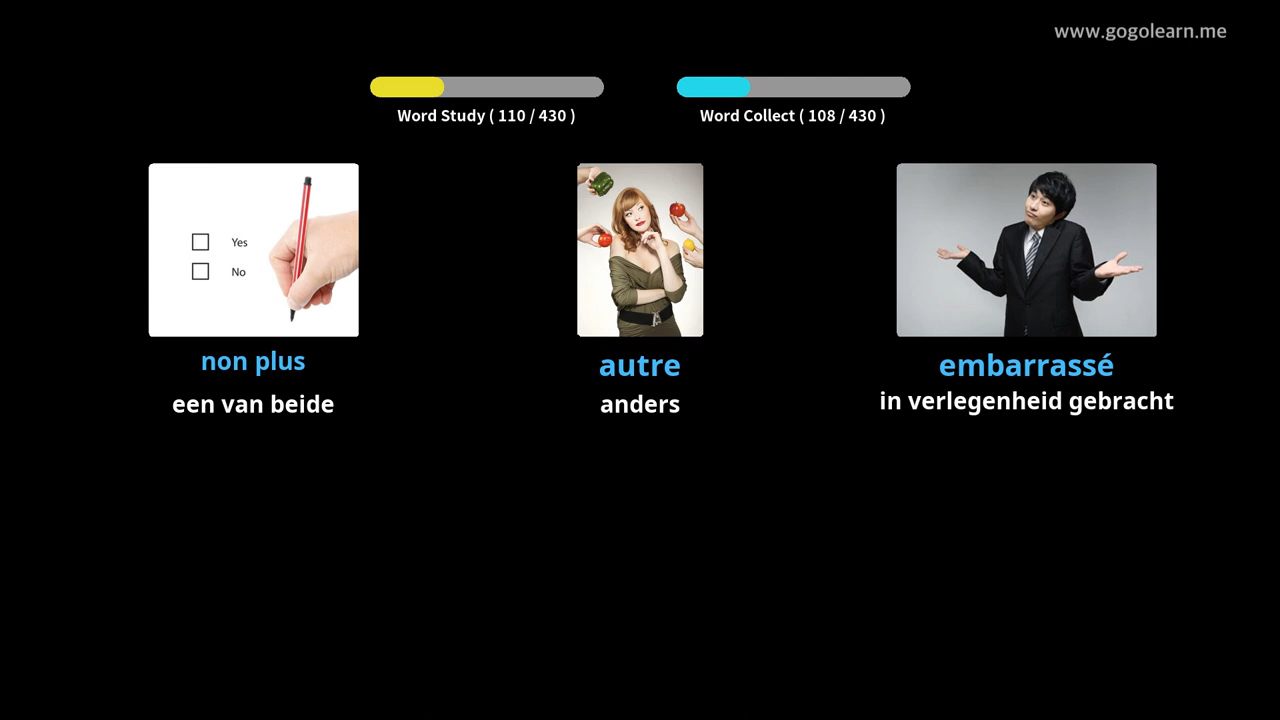 www.gogolearn.me
Word Study ( 110 / 430 )
Word Collect ( 108 / 430 )
Yes
No
non plus
een van beide
autre
anders
embarrassé
in verlegenheid gebracht